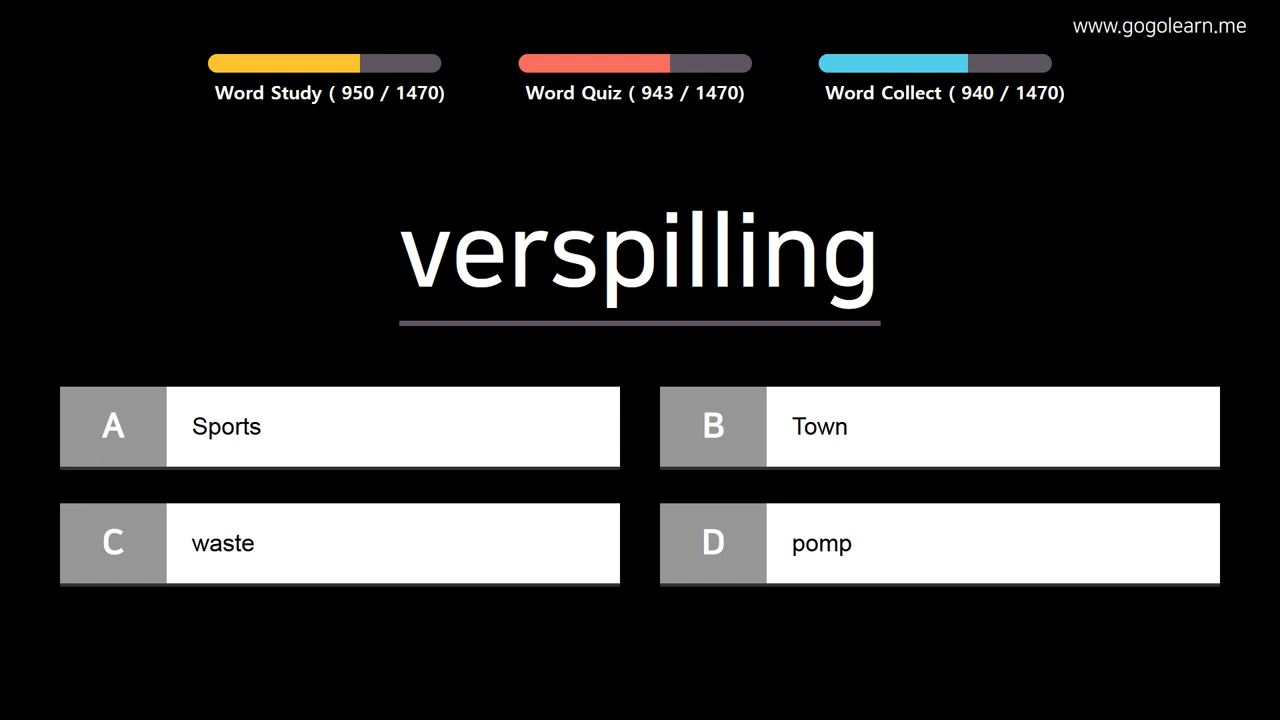 www.gogolearn.me
Word Study ( 950 / 1470)
Word Quiz ( 943 / 1470)
Word Collect ( 940 / 1470)
verspilling
A Sports
B Town
C waste
D pomp